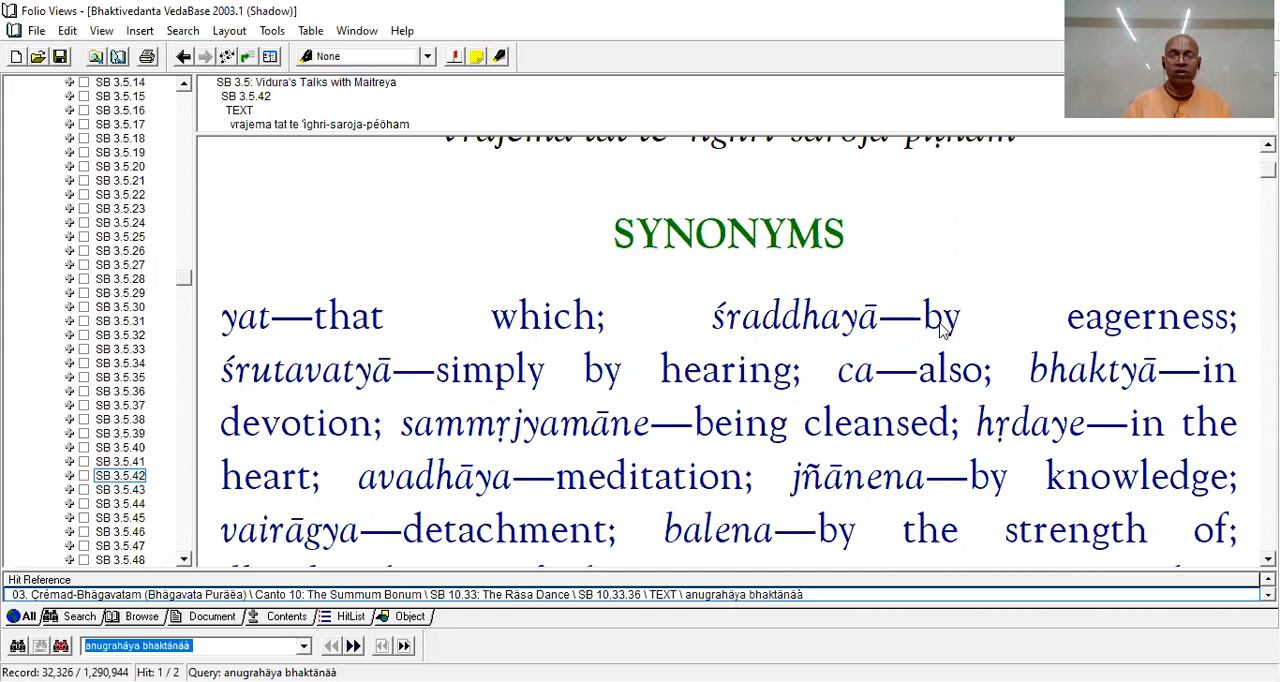 Folio Views - [Bhaktivedanta VedaBase 2003.1 (Shadow)]
File Edit View Insert Search Layout Tools Table Window Help
None
SB 3.5.14
SB 3.5.15
SB 3.5.16
SB 3.5.17
SB 3.5.18
SB 3.5.19
SB 3.5.20
SB 3.5.21
SB 3.5.22
SB 3.5.23
SB 3.5.24
SB 3.5.25
SB 3.5.26
SB 3.5.27
SB 3.5.28
SB 3.5.29
SB 3.5.30
SB 3.5.31
SB 3.5.32
SB 3.5.33
SB 3.5.34
SB 3.5.35
SB 3.5.36
SB 3.5.37
SB 3.5.38
SB 3.5.39
SB 3.5.40
SB 3.5.41
SB 3.5.42
SB 3.5.43
SB 3.5.44
SB 3.5.45
SB 3.5.46
SB 3.5.47
SB 3.5.48
SB 3.5: Vidura's Talks with Maitreya
SB 3.5.42
TEXT
vrajema tat te 'ìghri-saroja-péöham
vrajema tat te 'ṅghri-saroja-pīṭham
SYNONYMS
yat—that which; śraddhayā—by eagerness;
śrutavatyā—simply by hearing; ca—also; bhaktyā—in
devotion; sammṛjyamāne—being cleansed; hṛdaye—in the
heart; avadhāya—meditation; jñānena—by knowledge;
vairāgya—detachment; balena—by the strength of;
Hit Reference
03. Çrémad-Bhägavatam (Bhägavata Puräëa) \ Canto 10: The Summum Bonum \ SB 10.33: The Räsa Dance \ SB 10.33.36 \ TEXT \ anugrahäya bhaktänäà
All Search Browse Document Contents HitList Object
anugrahäya bhaktänäà
Record: 32,326 / 1,290,944 Hit: 1 / 2 Query: anugrahäya bhaktänäà